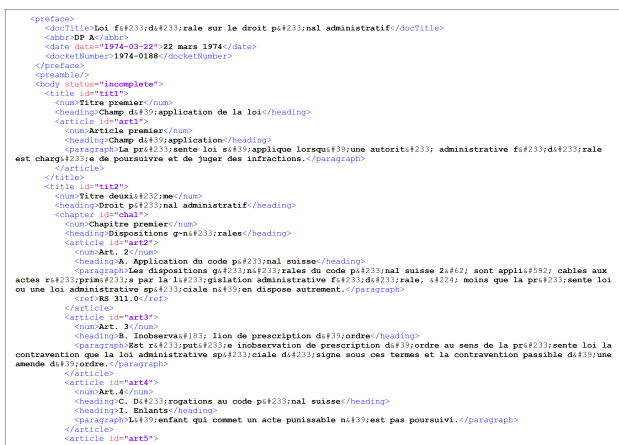 <preface>
<docTitle>Loi f&#233;d&#233;rale sur le droit p&#233;nal administratif</docTitle>
<abbr>DP A</abbr>
<date date="1974-03-22">22 mars 1974</date>
<docketNumber>1974-0188</docketNumber>
</preface>
<preamble/>
<body status="incomplete">
<title id="tit1">
<num>Titre premier</num>
<heading>Champ d&#39;application de la loi</heading>
<article id="art1">
<num>Article premier</num>
<heading>Champ d&#39;application</heading>
<paragraph>La pr&#233;sente loi s&#39;applique lorsqu&#39;une autorit&#233; administrative f&#233;d&#233;rale
est charg&#233;e de poursuivre et de juger des infractions.</paragraph>
</article>
</title>
<title id="tit2">
<num>Titre deuxi&#232;me</num>
<heading>Droit p&#233;nal administratif</heading>
<chapter id="cha1">
<num>Chapitre premier</num>
<heading>Dispositions g~n&#233;rales</heading>
<article id="art2">
<num>Art. 2</num>
<heading>A. Application du code p&#233;nal suisse</heading>
<paragraph>Les dispositions g&#233;n&#233;rales du code p&#233;nal suisse 2&#62; sont appli&#592; cables aux
actes r&#233;prim&#233;s par la l&#233;gislation administrative f&#233;d&#233;rale, &#224; moins que la pr&#233;sente loi
ou une loi administrative sp&#233;ciale n&#39;en dispose autrement.</paragraph>
<ref>RS 311.0</ref>
</article>
<article id="art3">
<num>Art. 3</num>
<heading>B. Inobserva&#183; lion de prescription d&#39;ordre</heading>
<paragraph>Est r&#233;put&#233;e inobservation de prescription d&#39;ordre au sens de la pr&#233;sente loi la
contravention que la loi administrative sp&#233;ciale d&#233;signe sous ces termes et la contravention passible d&#39;une
amende d&#39;ordre.</paragraph>
</article>
<article id="art4">
<num>Art.4</num>
<heading>C. D&#233;rogations au code p&#233;nal suisse</heading>
<heading>I. Enlants</heading>
<paragraph>L&#39;enfant qui commet un acte punissable n&#39;est pas poursuivi.</paragraph>
</article>
<article id="art5">